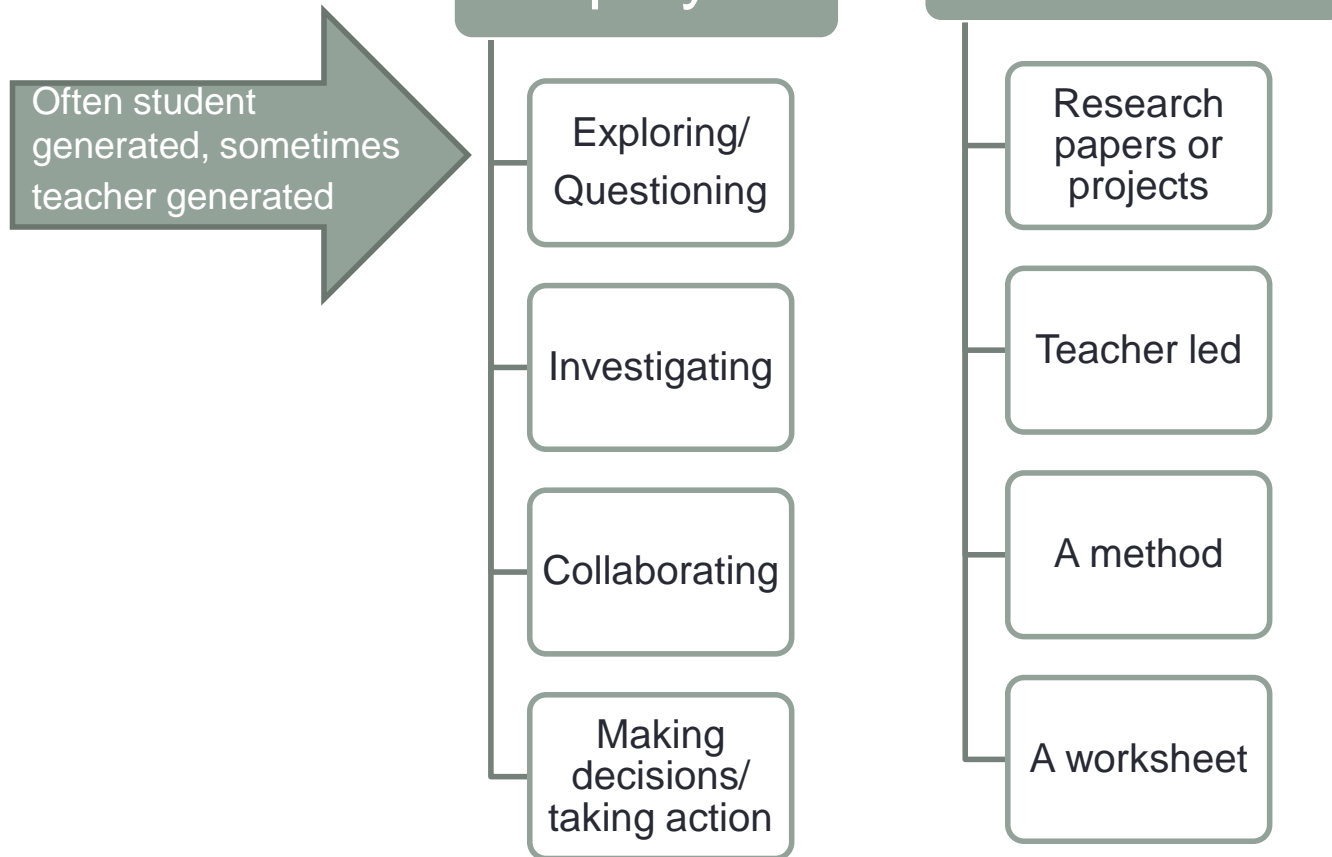 Often student
generated, sometimes
teacher generated
Exploring/
Questioning
Investigating
Collaborating
Making
decisions/
taking action
Research
papers or
projects
Teacher led
A method
A worksheet